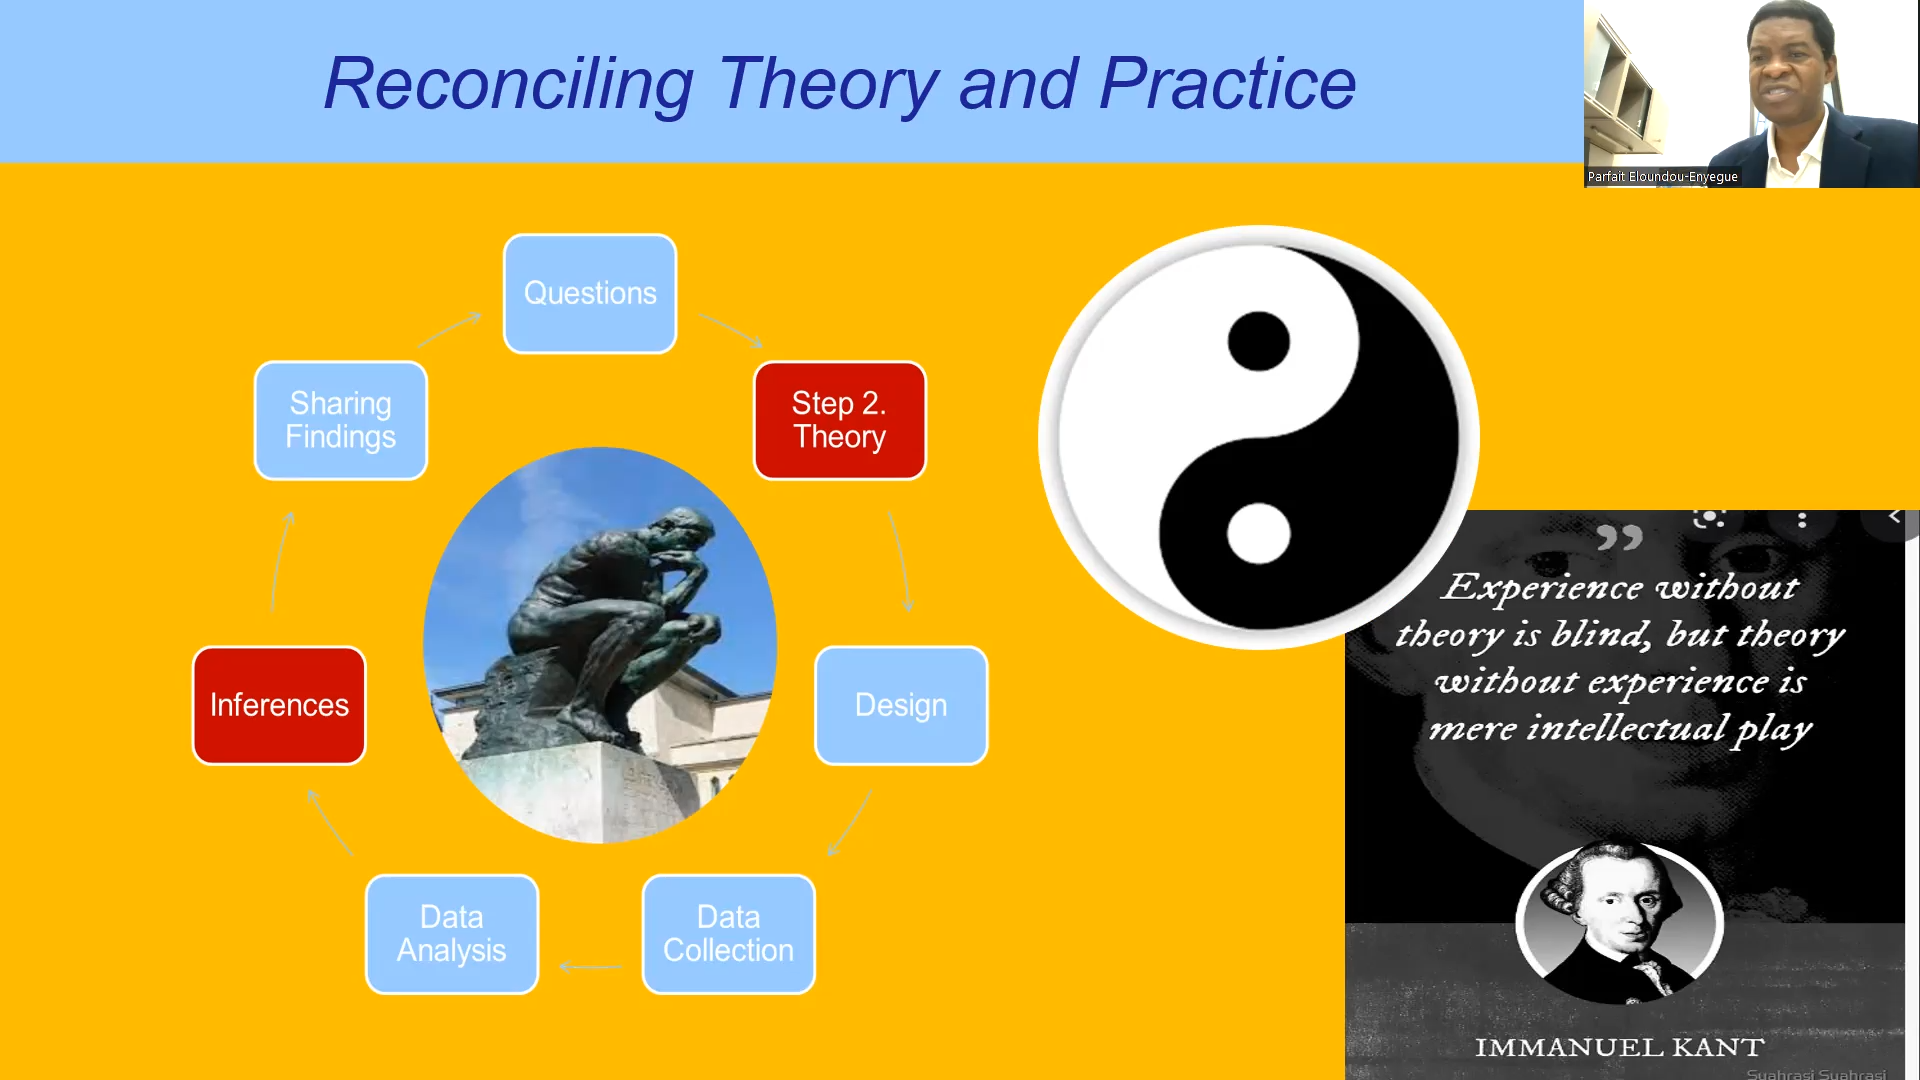 Reconciling Theory and Practice
Parfait Eloundou-Enyegue
Questions
Step 2.
Theory
Design
Data
Collection
Data
Analysis
Inferences
Sharing
Findings
”
Experience without
theory is blind, but theory
without experience is
mere intellectual play
IMMANUEL KANT
Suahrasi Suahrasi